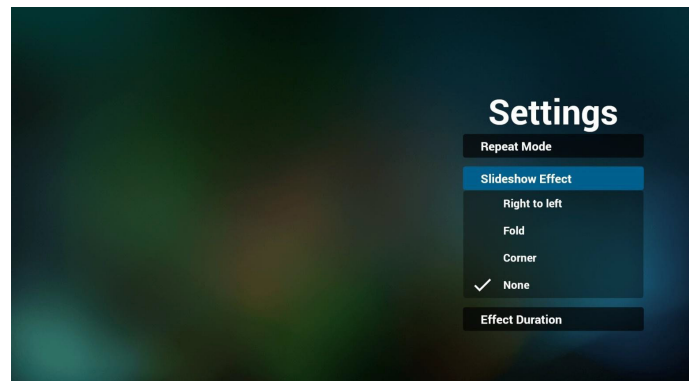 Settings
Repeat Mode
Slideshow Effect
Right to left
Fold
Corner
None
Effect Duration